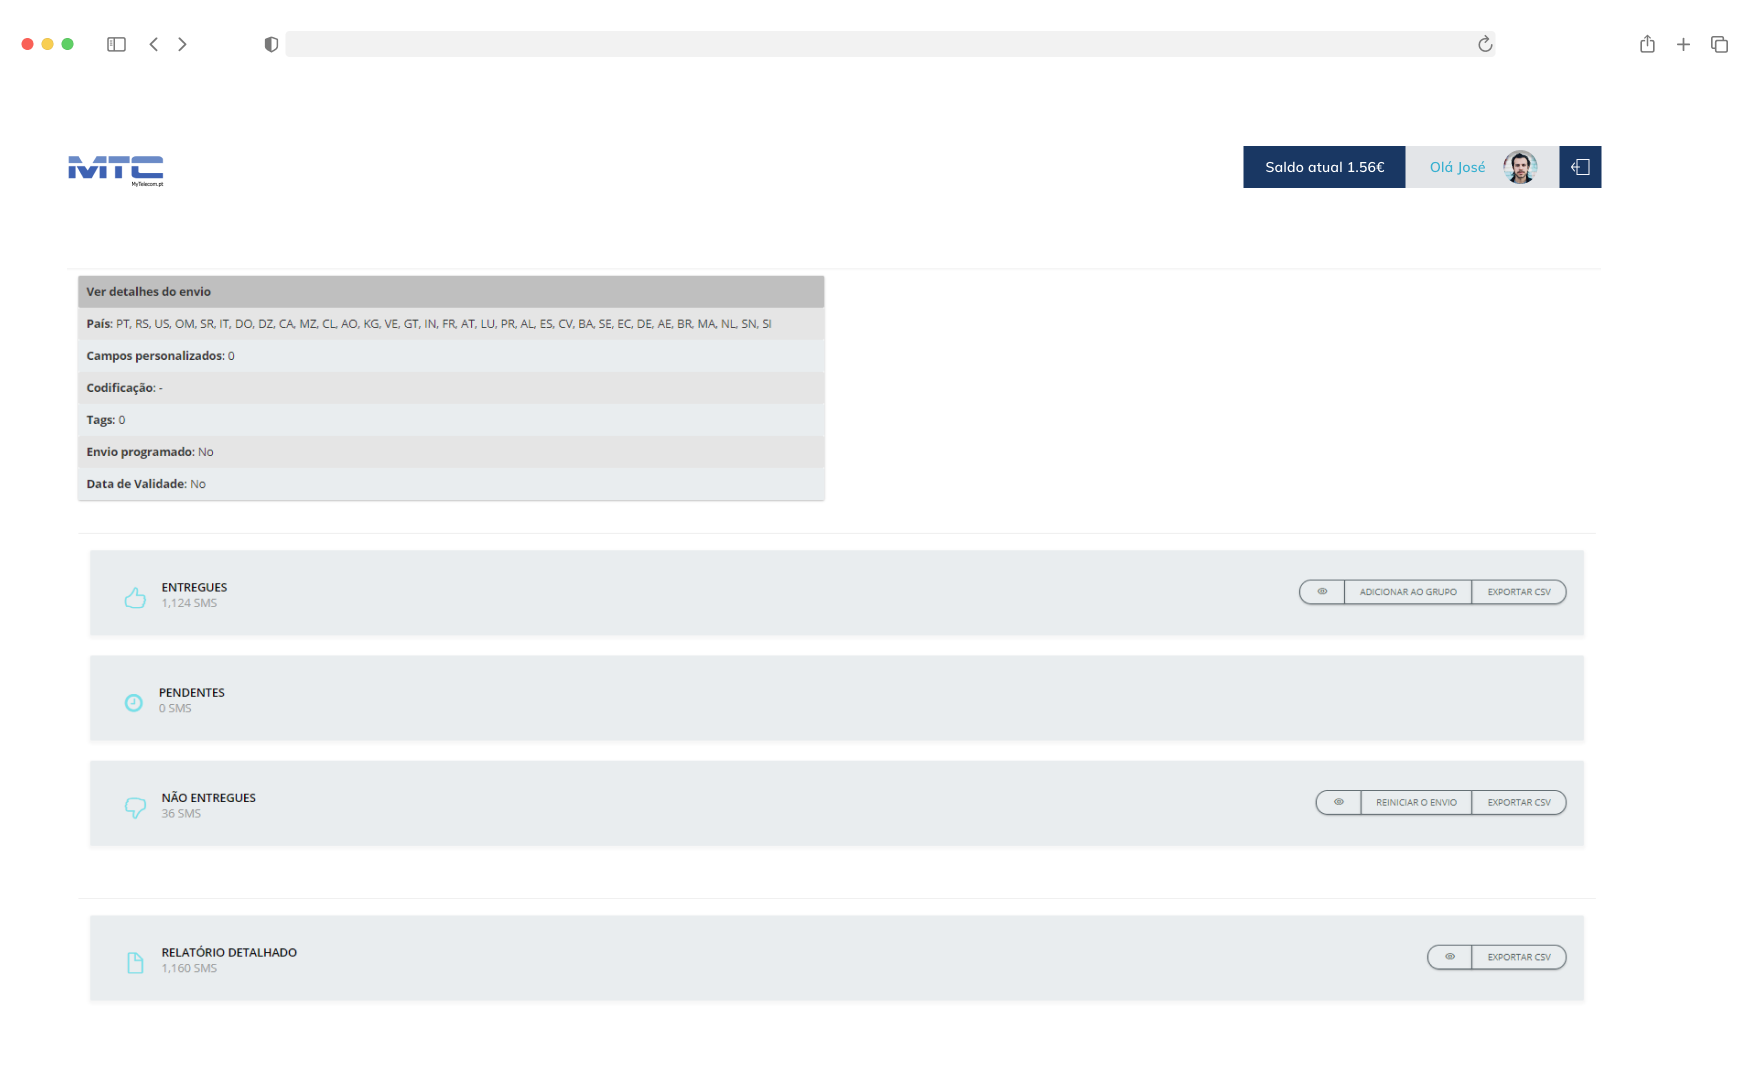 MTC
MyTelecom.pt
Saldo atual 1.56€
Olá José
Ver detalhes do envio
País: PT, RS, US, OM, SR, IT, DO, DZ, CA, MZ, CL, AO, KG, VE, GT, IN, FR, AT, LU, PR, AL, ES, CV, BA, SE, EC, DE, AE, BR, MA, NL, SN, SI
Campos personalizados: 0
Codificação: -
Tags: 0
Envio programado: No
Data de Validade: No
ENTREGUES
1,124 SMS
ADICIONAR AO GRUPO
EXPORTAR CSV
PENDENTES
0 SMS
NÃO ENTREGUES
36 SMS
REINICIAR O ENVIO
EXPORTAR CSV
RELATÓRIO DETALHADO
1,160 SMS
EXPORTAR CSV